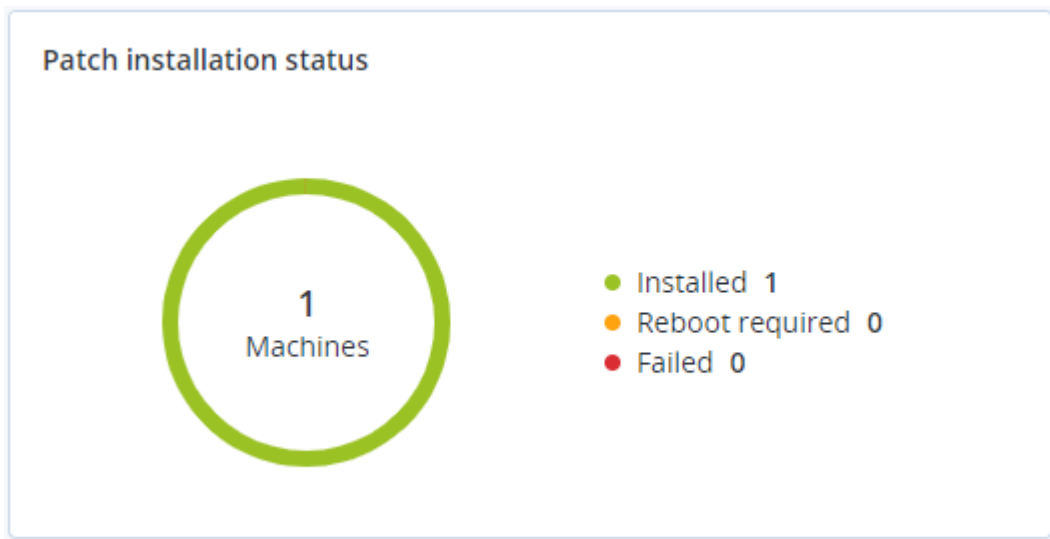 Patch installation status
1
Machines
Installed 1
Reboot required 0
Failed 0